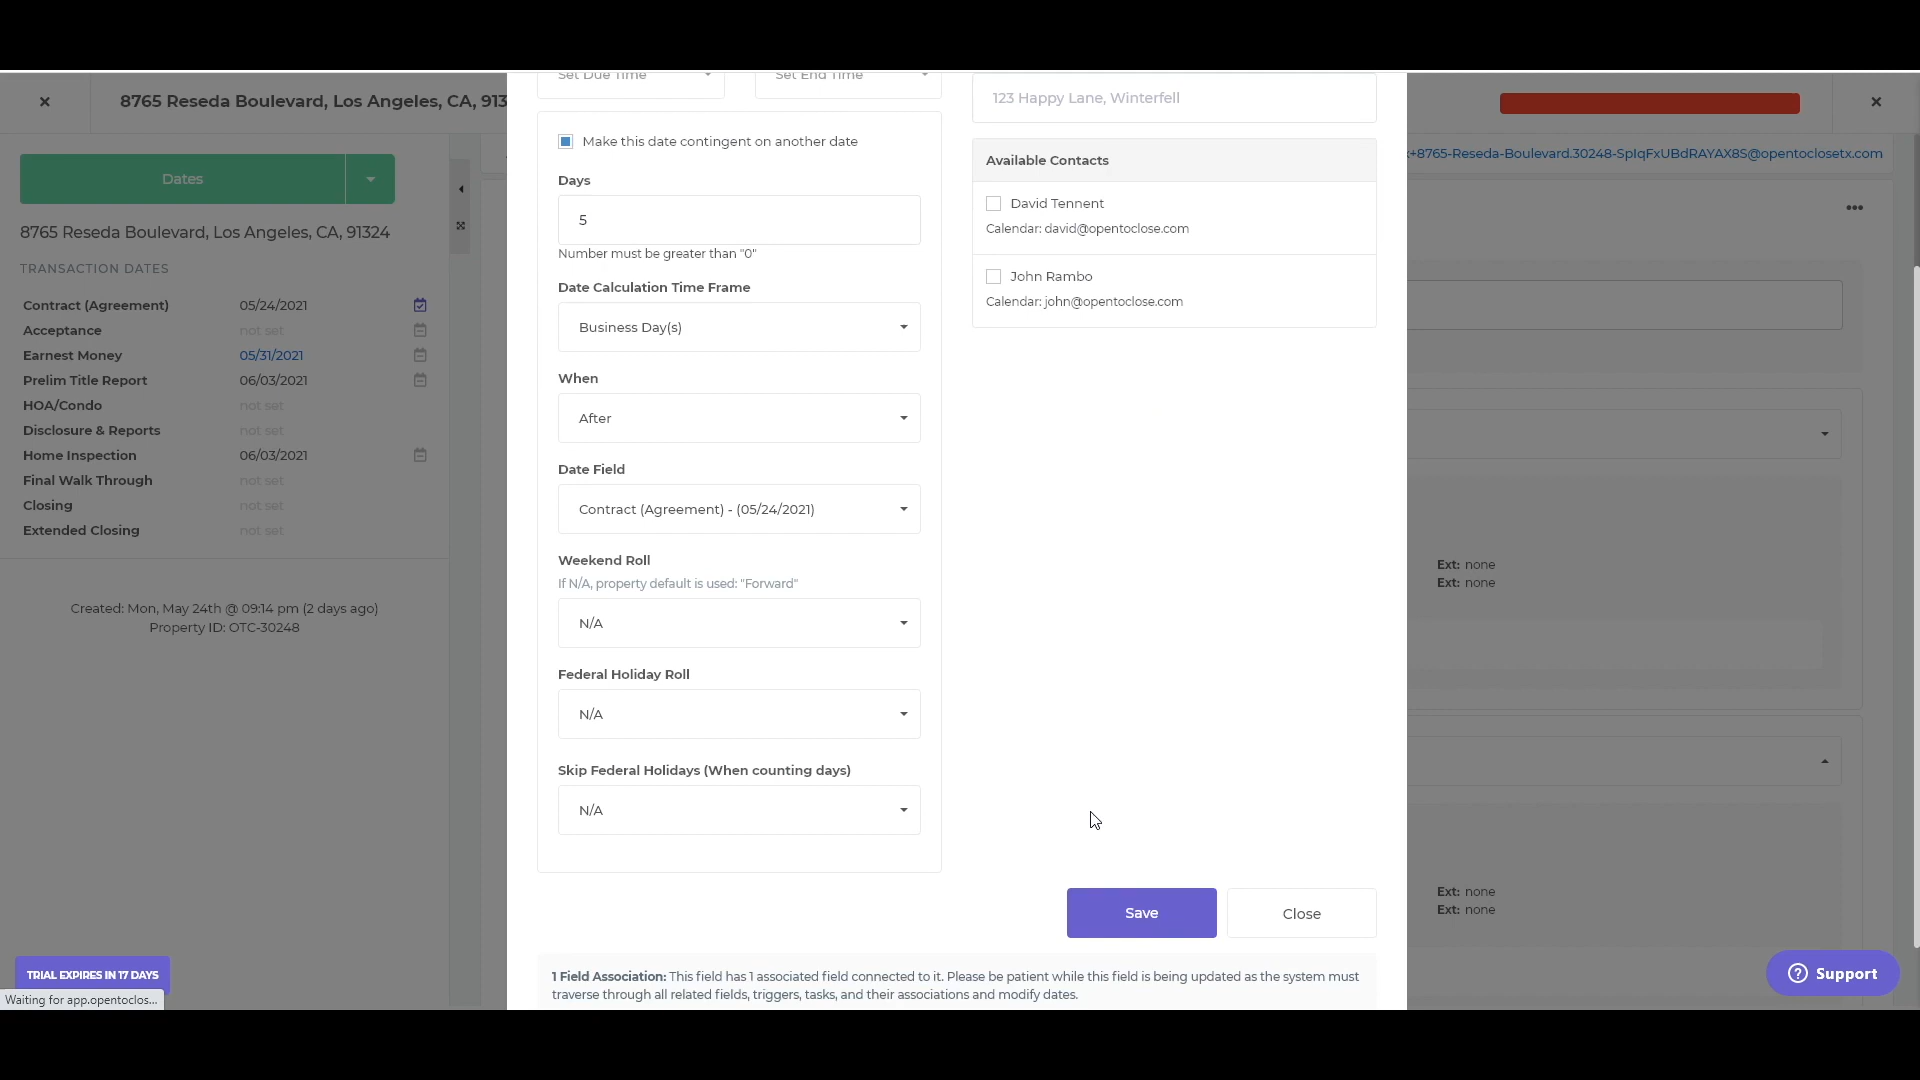 8765 Reseda Boulevard, Los Angeles, CA, 913
Dates
8765 Reseda Boulevard, Los Angeles, CA, 91324
TRANSACTION DATES
Contract (Agreement) 05/24/2021
Acceptance not set
Earnest Money 05/31/2021
Prelim Title Report 06/03/2021
HOA/Condo not set
Disclosure & Reports not set
Home Inspection 06/03/2021
Final Walk Through not set
Closing not set
Extended Closing not set
Created: Mon, May 24th @ 09:14 pm (2 days ago)
Property ID: OTC-30248
TRIAL EXPIRES IN 17 DAYS
Waiting for app.opentoclos...
Set Due Time
Set End Time
Make this date contingent on another date
Days
5
Number must be greater than "0"
Date Calculation Time Frame
Business Day(s)
When
After
Date Field
Contract (Agreement) - (05/24/2021)
Weekend Roll
If N/A, property default is used: "Forward"
N/A
Federal Holiday Roll
N/A
Skip Federal Holidays (When counting days)
N/A
123 Happy Lane, Winterfell
Available Contacts
David Tennent
Calendar: david@opentoclose.com
John Rambo
Calendar: john@opentoclose.com
Save
Close
1 Field Association: This field has 1 associated field connected to it. Please be patient while this field is being updated as the system must
traverse through all related fields, triggers, tasks, and their associations and modify dates.
+8765-Reseda-Boulevard.30248-SpIqFxUBdRAYAX8S@opentoclosetx.com
Ext: none
Ext: none
Ext: none
Ext: none
Support